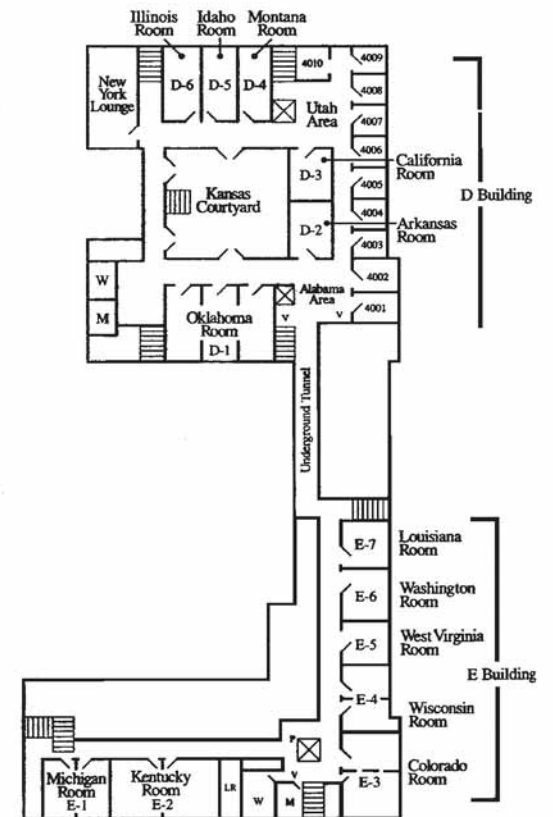 Illinois
Room
Idaho
Room
Montana
Room
New
York
Lounge
D-6
D-5
D-4
4010
4009
4008
Utah
Area
4007
4006
California
Room
D-3
4005
D Building
Kansas
Courtyard
4004
Arkansas
Room
D-2
4003
W
4002
Alabama
Area
M
Oklahoma
Room
V
V
4001
D-1
Underground Tunnel
E-7
Louisiana
Room
E-6
Washington
Room
E-5
West Virginia
Room
E Building
E-4
Wisconsin
Room
P
V
Colorado
Room
E-3
Michigan
Room
E-1
Kentucky
Room
E-2
LR
W
M